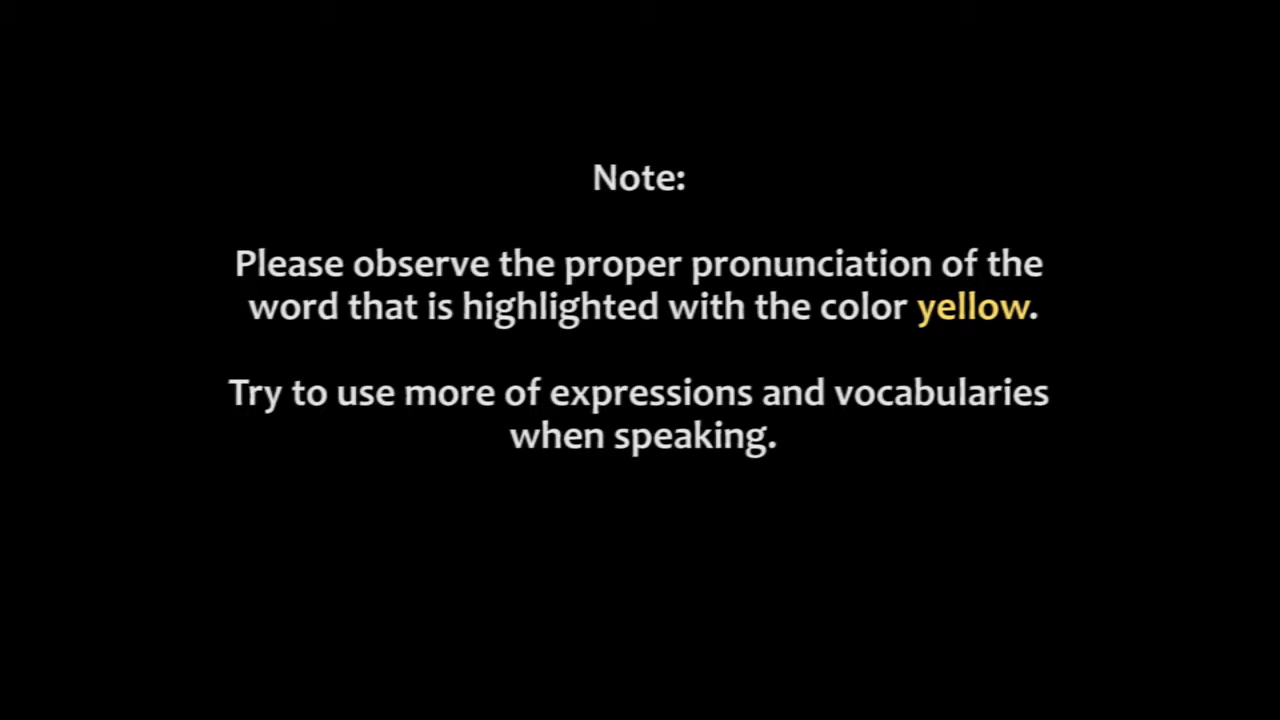 Note:
Please observe the proper pronunciation of the
word that is highlighted with the color yellow.
Try to use more of expressions and vocabularies
when speaking.